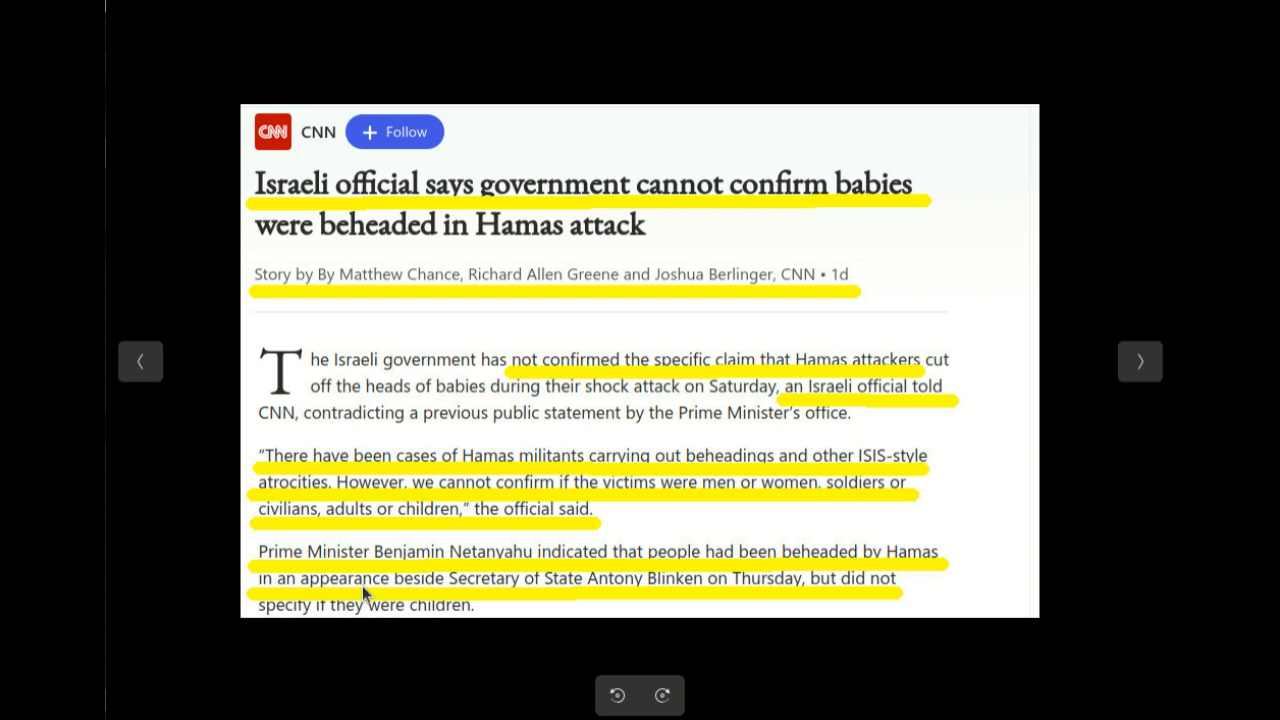 CNN CNN + Follow
Israeli official says government cannot confirm babies
were beheaded in Hamas attack
Story by By Matthew Chance, Richard Allen Greene and Joshua Berlinger, CNN • 1d
The Israeli government has not confirmed the specific claim that Hamas attackers cut
off the heads of babies during their shock attack on Saturday, an Israeli official told
CNN, contradicting a previous public statement by the Prime Minister’s office.
“There have been cases of Hamas militants carrying out beheadings and other ISIS-style
atrocities. However, we cannot confirm if the victims were men or women, soldiers or
civilians, adults or children,” the official said.
Prime Minister Benjamin Netanyahu indicated that people had been beheaded by Hamas
in an appearance beside Secretary of State Antony Blinken on Thursday, but did not
specify if they were children.